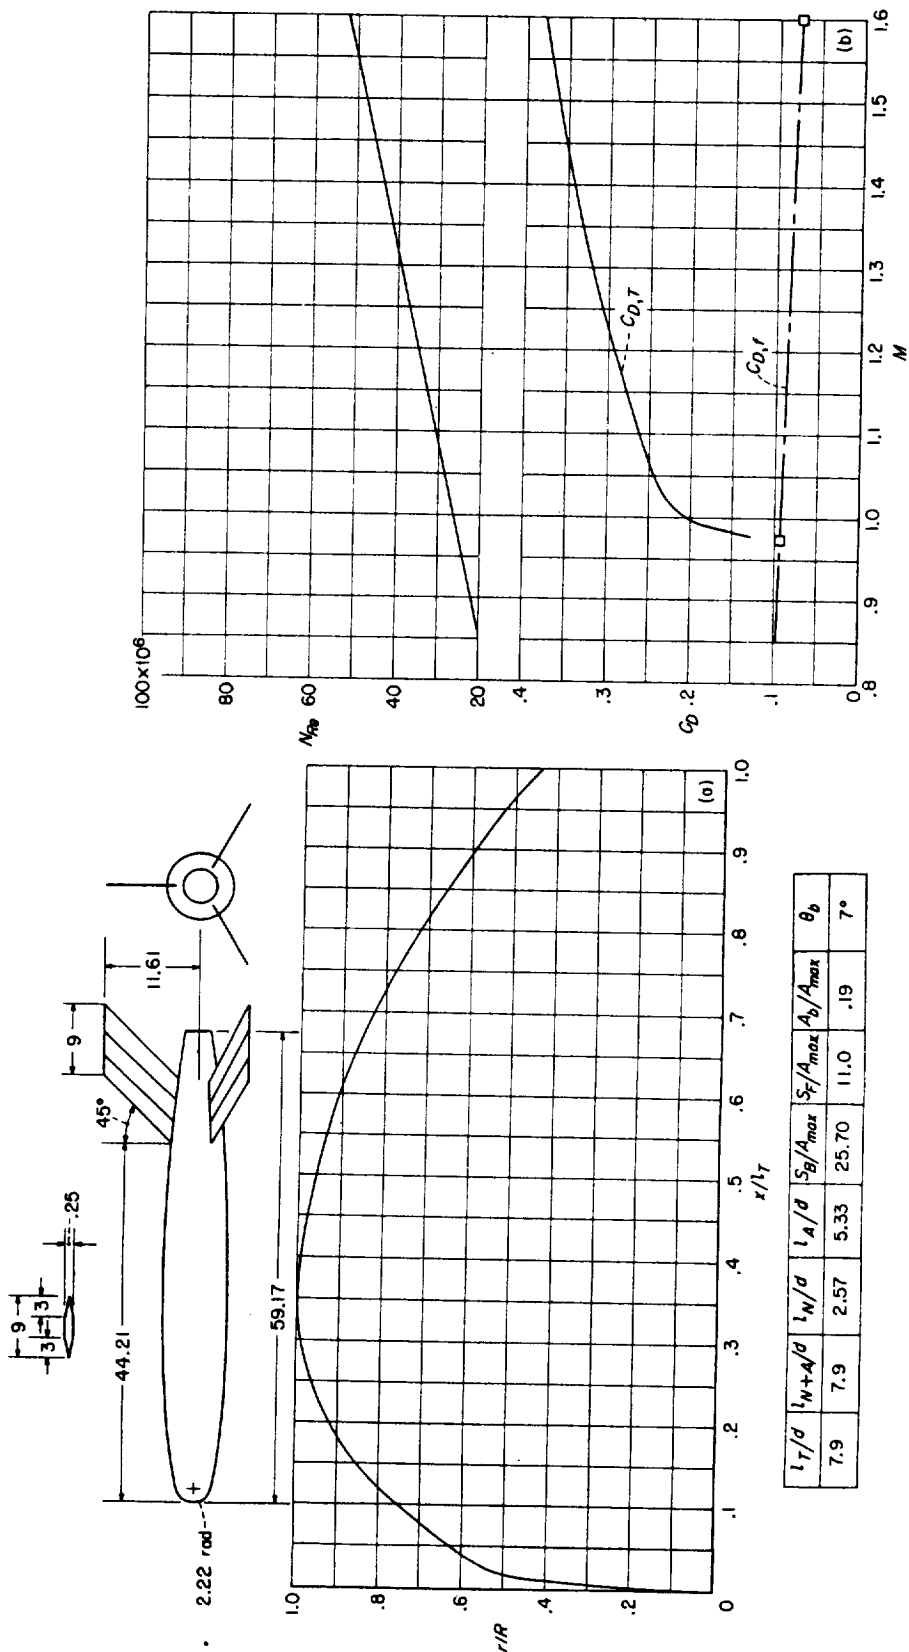 9
3
3
.25
44.21
45°
9
11.61
2.22 rad
59.17
r/R
1.0
.8
.6
.4
.2
0
.1
.2
.3
.4
.5
.6
.7
.8
.9
1.0
x/l_T
(a)
l_T/d l_N+A/d l_N/d l_A/d S_B/A_max S_F/A_max A_b/A_max θ_b
7.9 7.9 2.57 5.33 25.70 11.0 .19 7°
100×10⁶
80
N_Re 60
40
20
.4
.3
C_D .2
.1
0
C_D,T
C_D,f
.8 .9 1.0 1.1 1.2 1.3 1.4 1.5 1.6
M
(b)